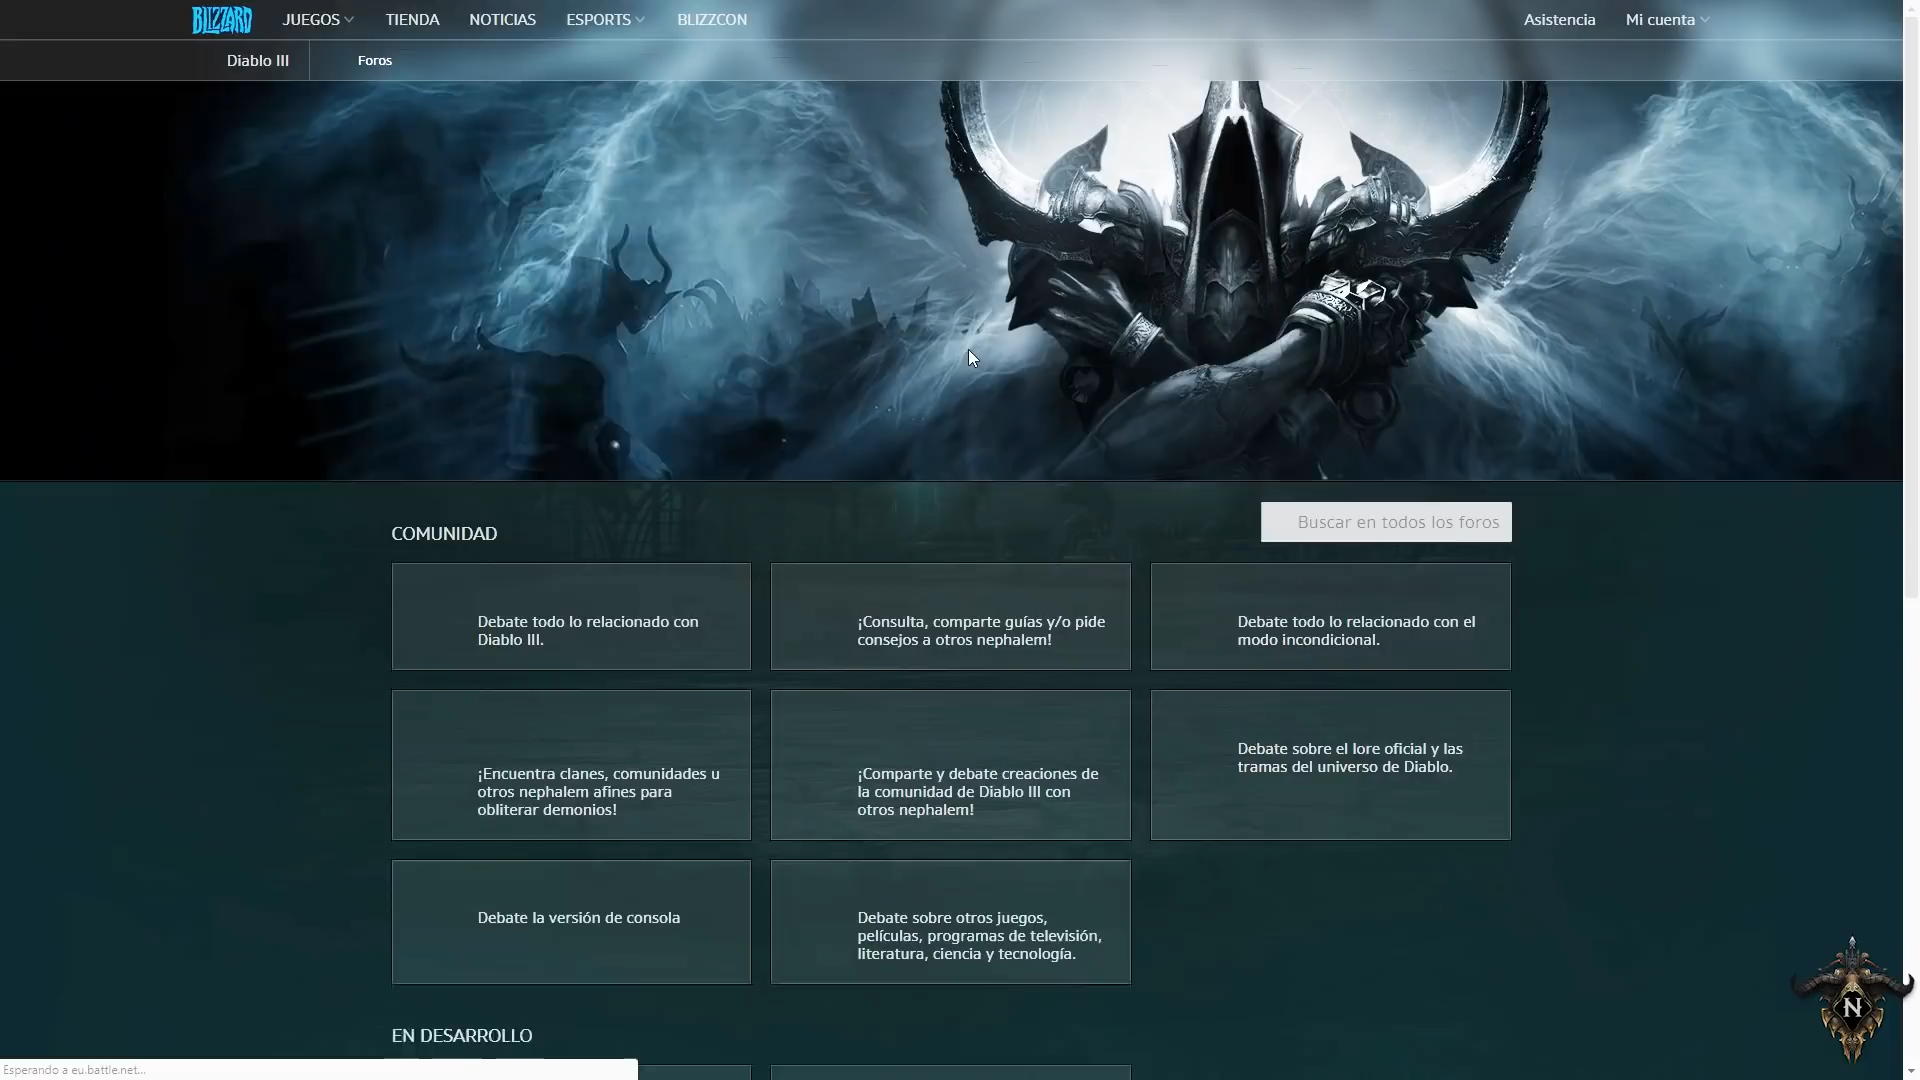 BLIZZARD
JUEGOS
TIENDA
NOTICIAS
ESPORTS
BLIZZCON
Asistencia
Mi cuenta
Diablo III
Foros
COMUNIDAD
Buscar en todos los foros
Debate todo lo relacionado con
Diablo III.
¡Consulta, comparte guías y/o pide
consejos a otros nephalem!
Debate todo lo relacionado con el
modo incondicional.
¡Encuentra clanes, comunidades u
otros nephalem afines para
obliterar demonios!
¡Comparte y debate creaciones de
la comunidad de Diablo III con
otros nephalem!
Debate sobre el lore oficial y las
tramas del universo de Diablo.
Debate la versión de consola
Debate sobre otros juegos,
películas, programas de televisión,
literatura, ciencia y tecnología.
EN DESARROLLO
Esperando a eu.battle.net...
N